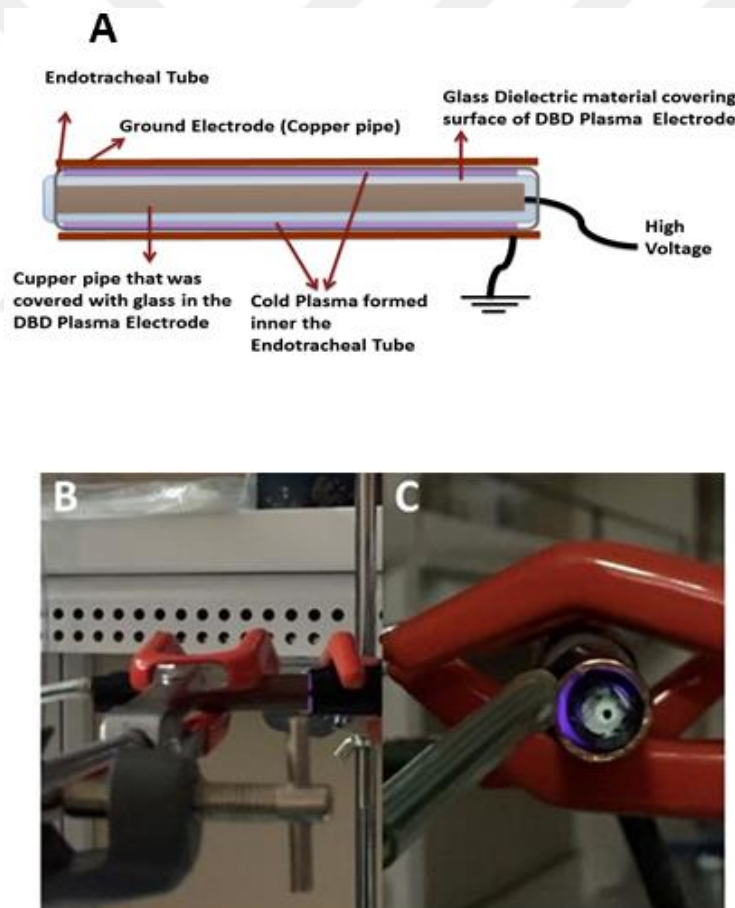 A
Endotracheal Tube
Glass Dielectric material covering
surface of DBD Plasma Electrode
Ground Electrode (Copper pipe)
High
Voltage
Cupper pipe that was
covered with glass in the
DBD Plasma Electrode
Cold Plasma formed
inner the
Endotracheal Tube
B
C